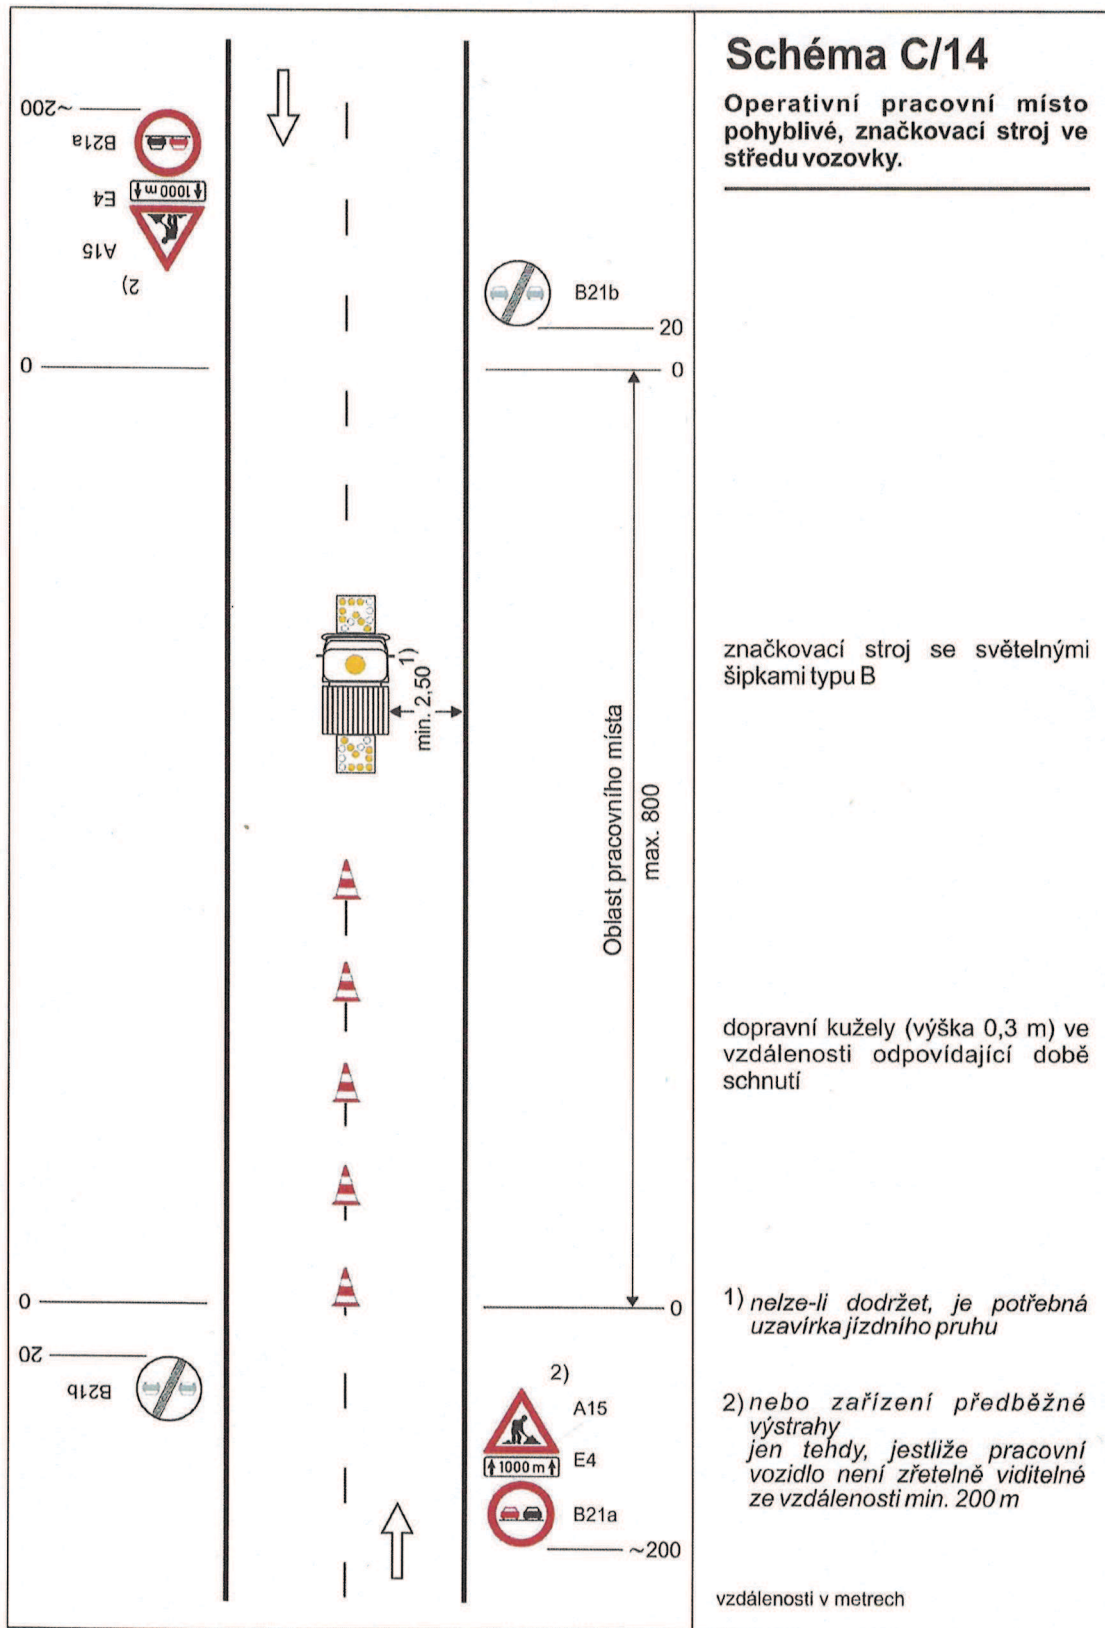 Schéma C/14
Operativní pracovní místo
pohyblivé, značkovací stroj ve
středu vozovky.
~200
B21a
1000 m
E4
A15
2)
B21b
20
0
0
značkovací stroj se světelnými
šipkami typu B
min. 2,50 1)
Oblast pracovního místa
max. 800
dopravní kužely (výška 0,3 m) ve
vzdálenosti odpovídající době
schnutí
0
0
20
B21b
2)
A15
1000 m
E4
B21a
~200
1) nelze-li dodržet, je potřebná
uzavírka jízdního pruhu
2) nebo zařízení předběžné
výstrahy
jen tehdy, jestliže pracovní
vozidlo není zřetelně viditelné
ze vzdálenosti min. 200 m
vzdálenosti v metrech